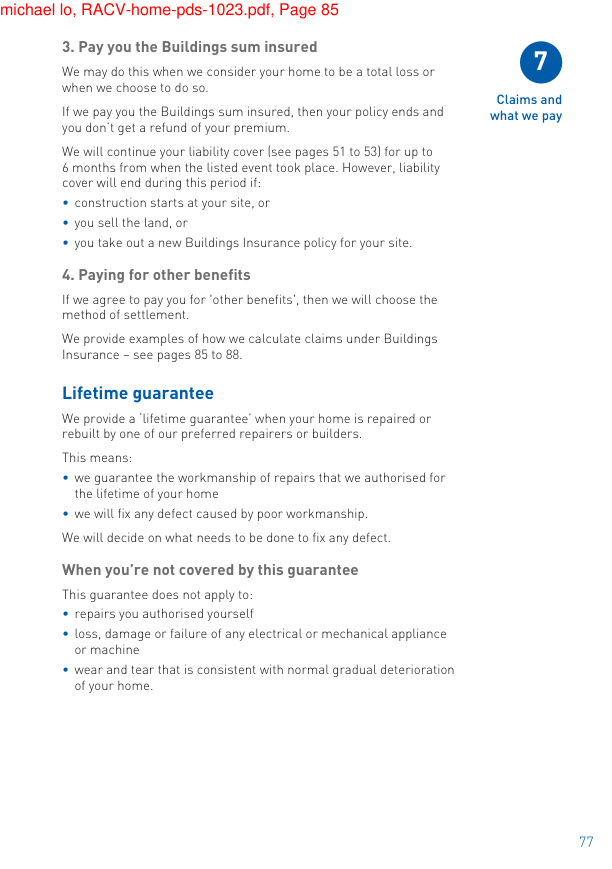 michael lo, RACV-home-pds-1023.pdf, Page 85
3. Pay you the Buildings sum insured
We may do this when we consider your home to be a total loss or
when we choose to do so.
If we pay you the Buildings sum insured, then your policy ends and
you don't get a refund of your premium.
We will continue your liability cover (see pages 51 to 53) for up to
6 months from when the listed event took place. However, liability
cover will end during this period if:
• construction starts at your site, or
• you sell the land, or
• you take out a new Buildings Insurance policy for your site.
4. Paying for other benefits
If we agree to pay you for 'other benefits', then we will choose the
method of settlement.
We provide examples of how we calculate claims under Buildings
Insurance – see pages 85 to 88.
Lifetime guarantee
We provide a 'lifetime guarantee' when your home is repaired or
rebuilt by one of our preferred repairers or builders.
This means:
• we guarantee the workmanship of repairs that we authorised for
the lifetime of your home
• we will fix any defect caused by poor workmanship.
We will decide on what needs to be done to fix any defect.
When you're not covered by this guarantee
This guarantee does not apply to:
• repairs you authorised yourself
• loss, damage or failure of any electrical or mechanical appliance
or machine
• wear and tear that is consistent with normal gradual deterioration
of your home.
7
Claims and
what we pay
77